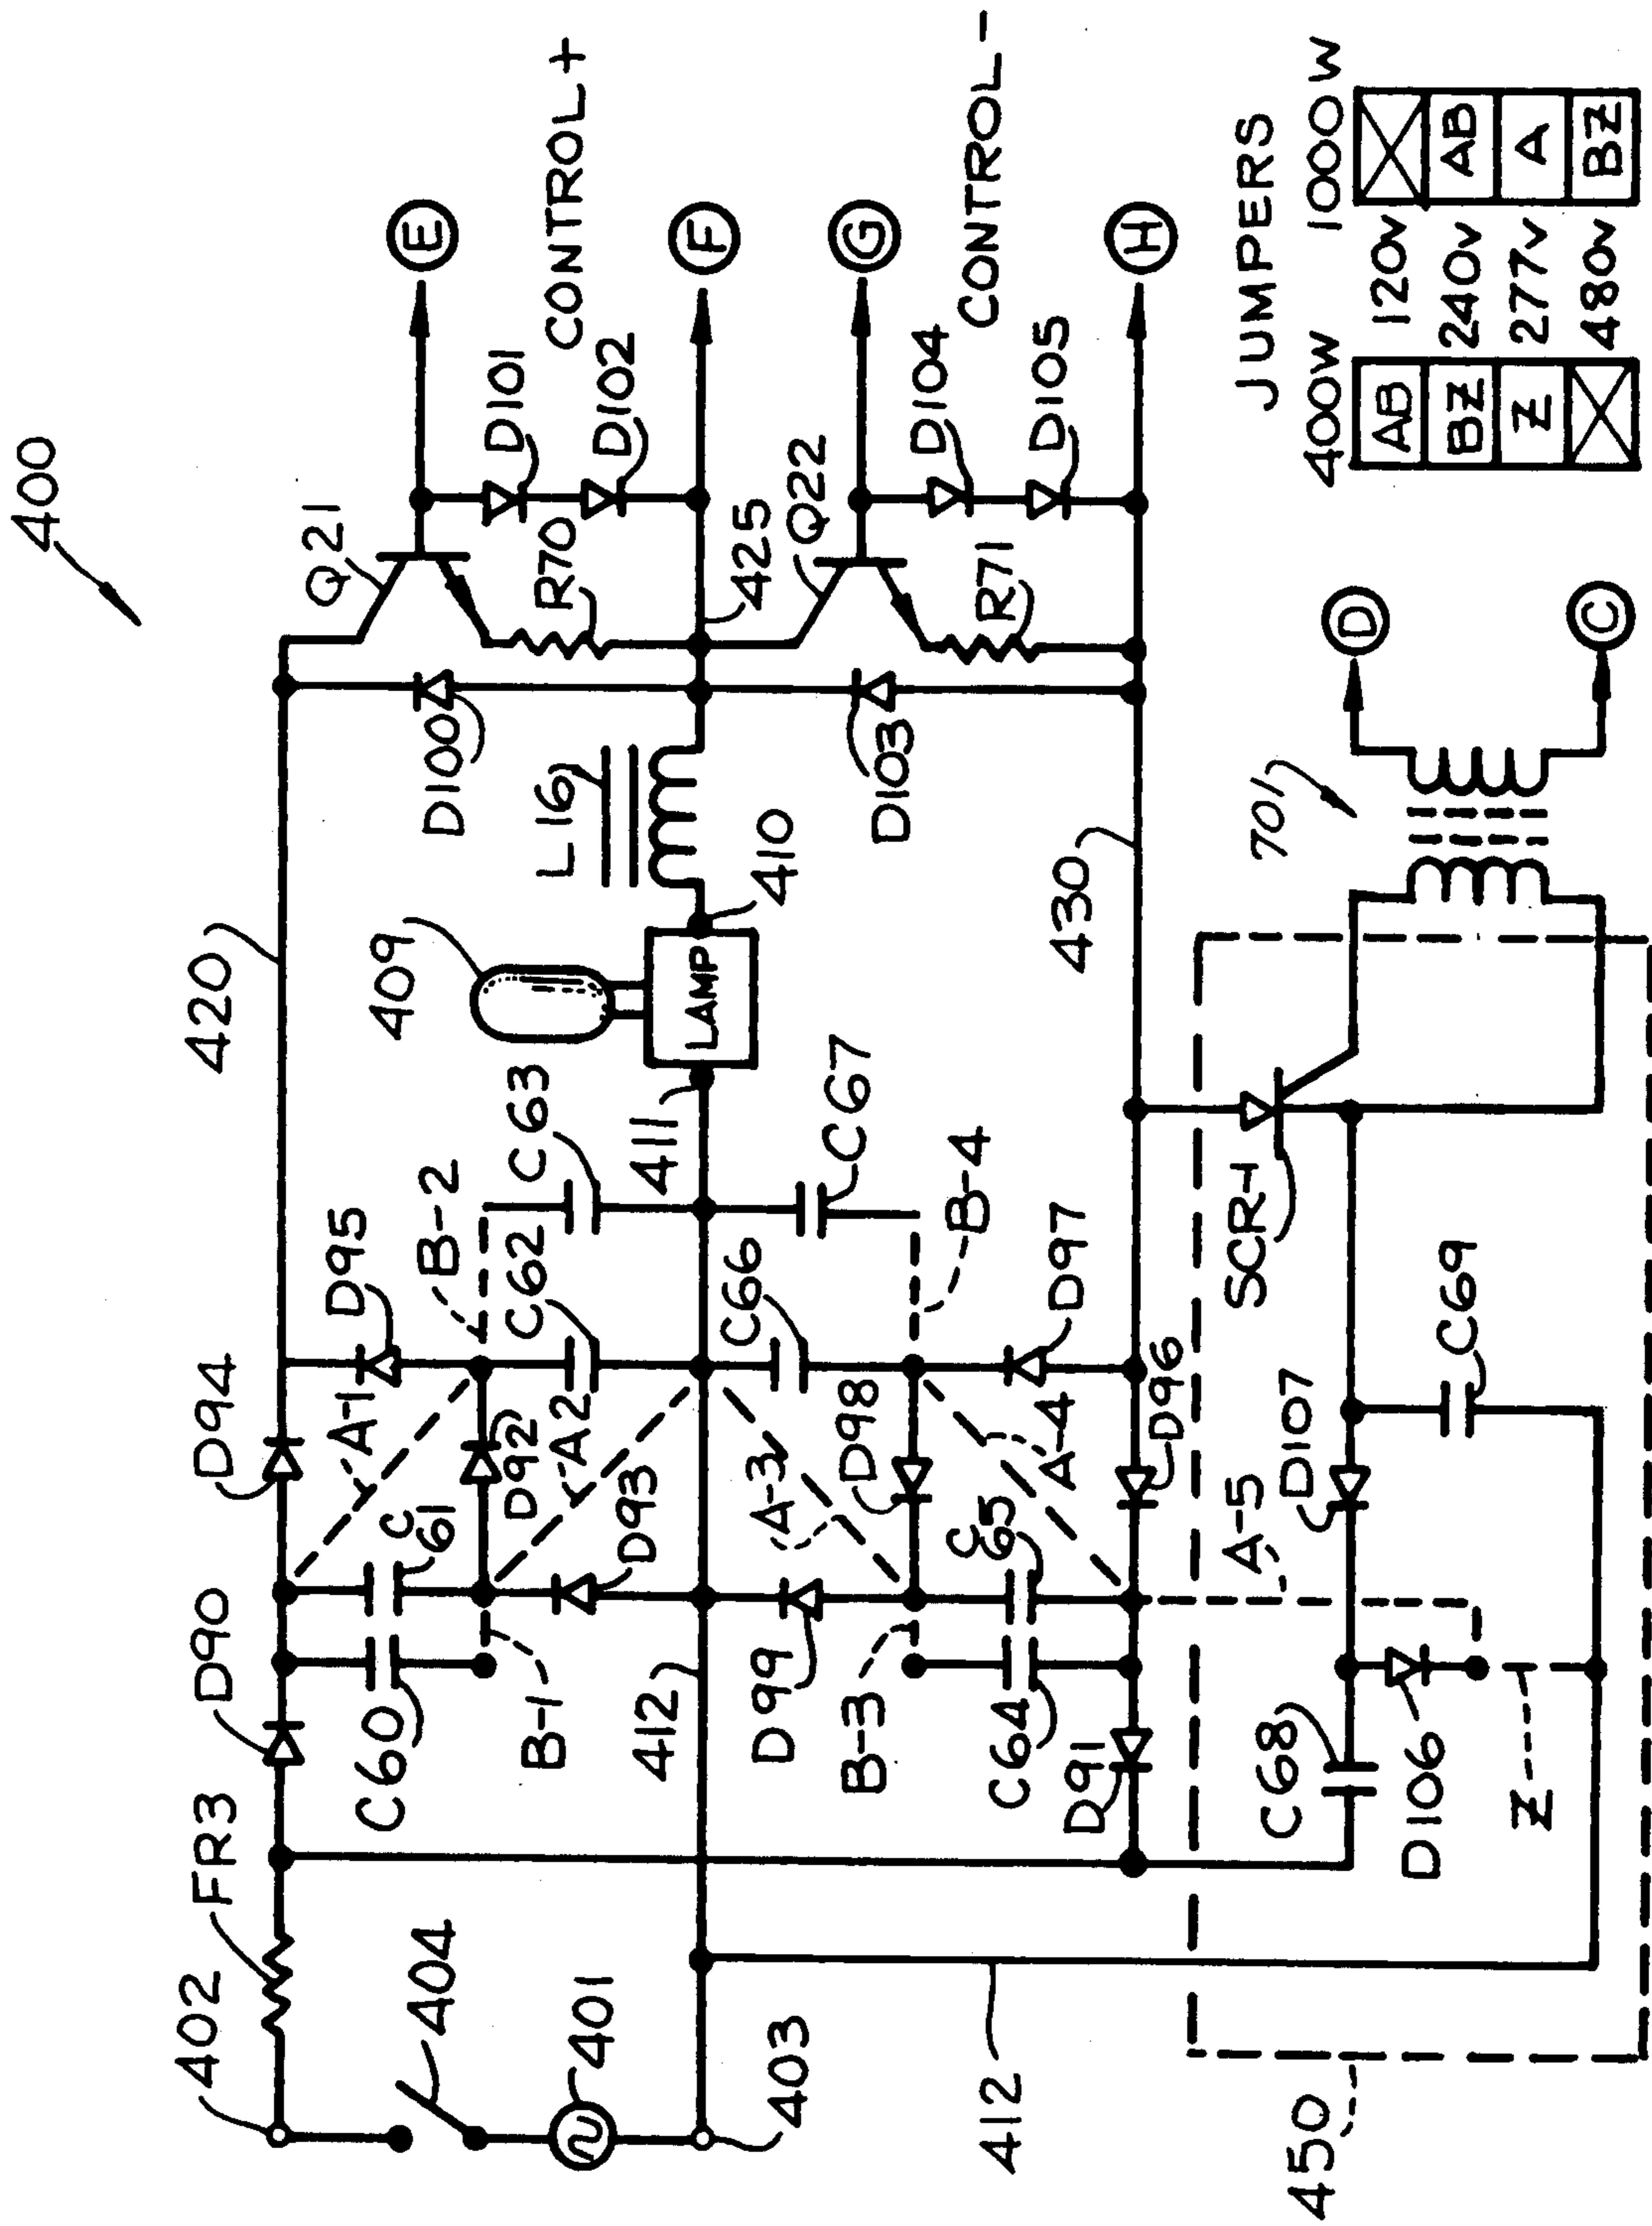 400
402
FR3
D90
D94
420
Q21
E
404
401
403
C60
C
61
A-1
D95
B-2
C63
409
L16
D100
R70
D101
D102
CONTROL+
B-1
D92
A2
C62
D93
412
411
LAMP
410
425
F
D99
A-3
C66
C67
D103
Q22
G
B-3
D98
B-4
R71
D104
D105
CONTROL-
C64
C
65
A-4
D97
D91
D96
430
H
412
450
C68
D106
Z
A-5
D107
C69
SCR-1
701
D
C
JUMPERS
400W 1000W
AB 120V
BZ 240V AB
Z 277V A
480V BZ